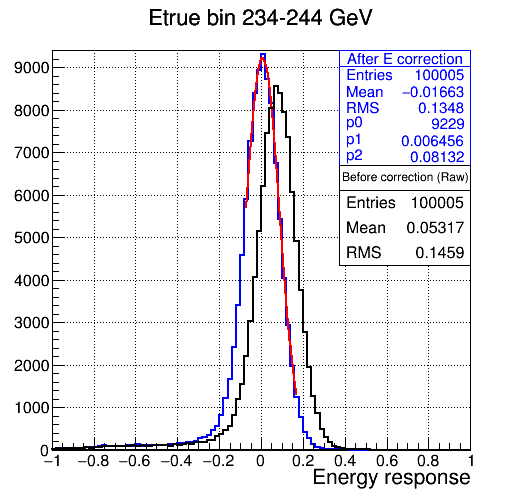 Etrue bin 234-244 GeV
After E correction
Entries 100005
Mean −0.01663
RMS 0.1348
p0 9229
p1 0.006456
p2 0.08132
Before correction (Raw)
Entries 100005
Mean 0.05317
RMS 0.1459
9000
8000
7000
6000
5000
4000
3000
2000
1000
0
−1 −0.8 −0.6 −0.4 −0.2 0 0.2 0.4 0.6 0.8 1
Energy response